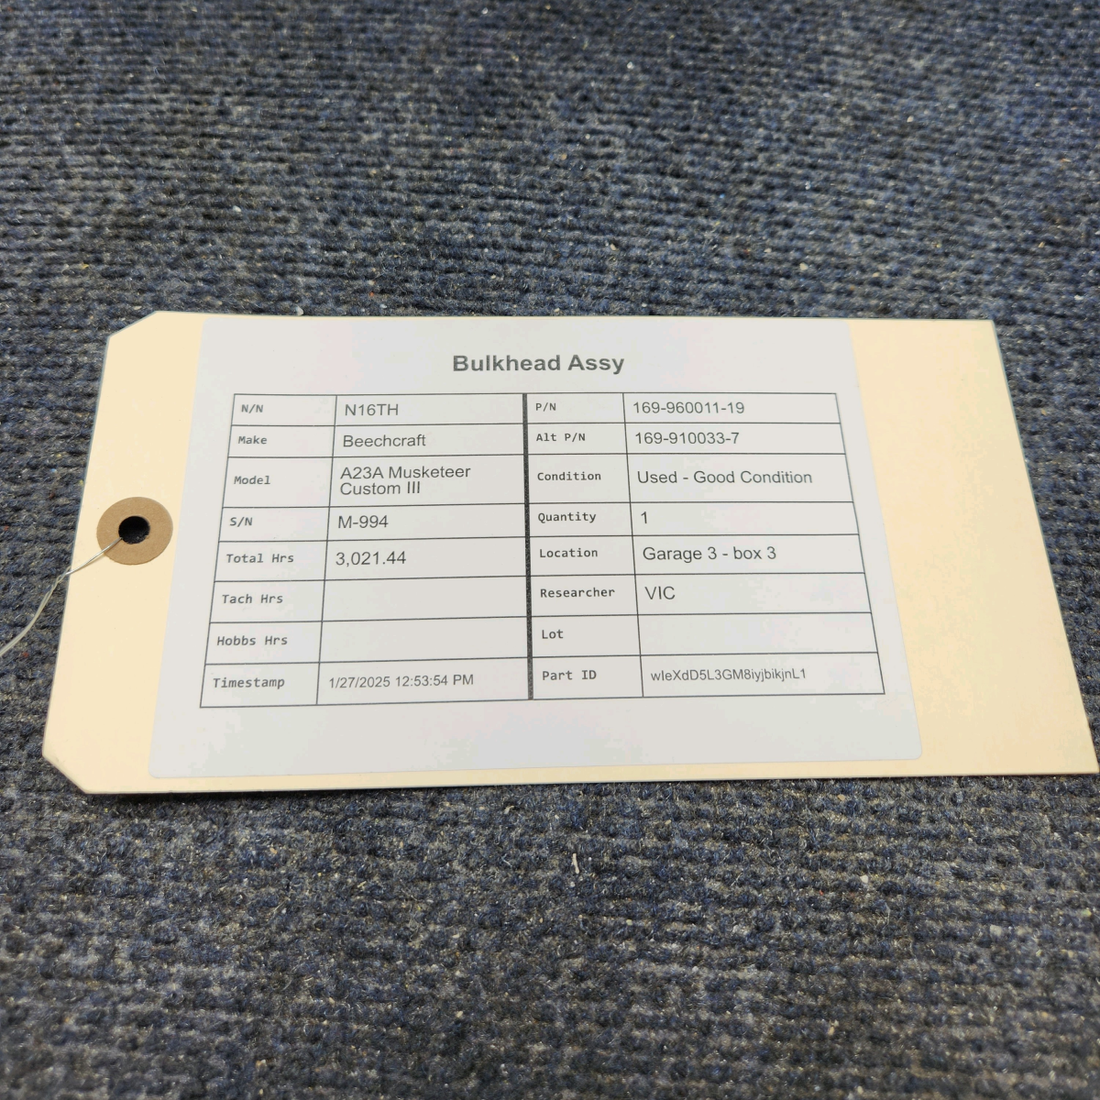 Bulkhead Assy
N/N N16TH P/N 169-960011-19
Make Beechcraft Alt P/N 169-910033-7
Model A23A Musketeer Custom III Condition Used - Good Condition
S/N M-994 Quantity 1
Total Hrs 3,021.44 Location Garage 3 - box 3
Tach Hrs Researcher VIC
Hobbs Hrs Lot
Timestamp 1/27/2025 12:53:54 PM Part ID wIeXdD5L3GM8iyjbikjnL1